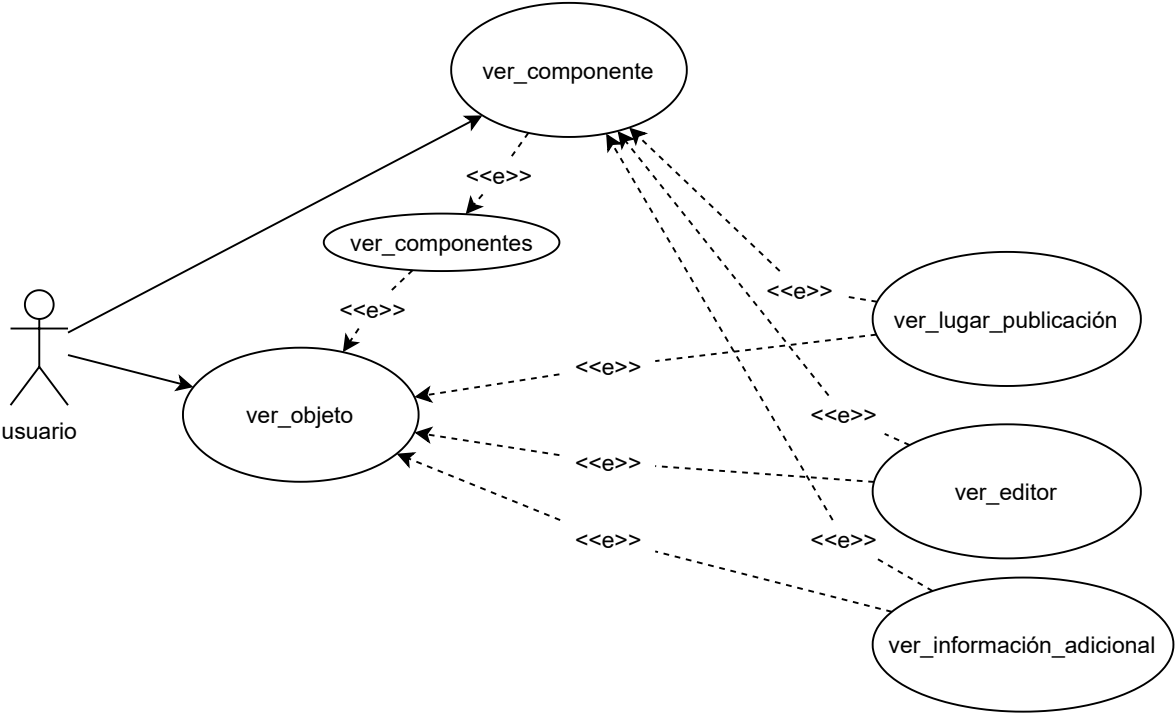 ver_componente
<<e>>
ver_componentes
<<e>>
<<e>>
ver_lugar_publicación
<<e>>
ver_objeto
<<e>>
usuario
<<e>>
ver_editor
<<e>>
<<e>>
ver_información_adicional